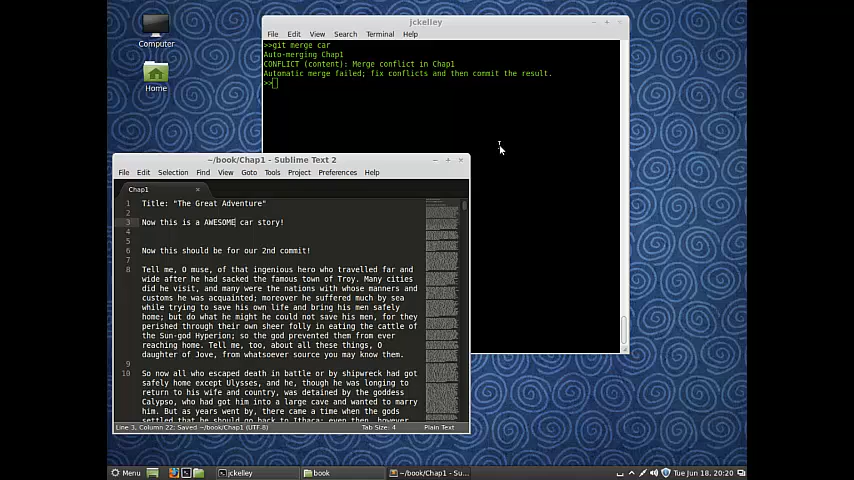 Computer
Home
jckelley
File Edit View Search Terminal Help
>>git merge car
Auto-merging Chap1
CONFLICT (content): Merge conflict in Chap1
Automatic merge failed; fix conflicts and then commit the result.
>>
~/book/Chap1 - Sublime Text 2
File Edit Selection Find View Goto Tools Project Preferences Help
Chap1
1 Title: "The Great Adventure"
2
3 Now this is a AWESOME car story!
4
5
6 Now this should be for our 2nd commit!
7
8 Tell me, O muse, of that ingenious hero who travelled far and
wide after he had sacked the famous town of Troy. Many cities
did he visit, and many were the nations with whose manners and
customs he was acquainted; moreover he suffered much by sea
while trying to save his own life and bring his men safely
home; but do what he might he could not save his men, for they
perished through their own sheer folly in eating the cattle of
the Sun-god Hyperion; so the god prevented them from ever
reaching home. Tell me, too, about all these things, O
daughter of Jove, from whatsoever source you may know them.
9
10 So now all who escaped death in battle or by shipwreck had got
safely home except Ulysses, and he, though he was longing to
return to his wife and country, was detained by the goddess
Calypso, who had got him into a large cave and wanted to marry
him. But as years went by, there came a time when the gods
settled that he should go back to Ithaca; even then, however
Line 3, Column 22; Saved ~/book/Chap1 (UTF-8) Tab Size: 4 Plain Text
Menu jckelley book ~/book/Chap1 - Su... Tue Jun 18, 20:20